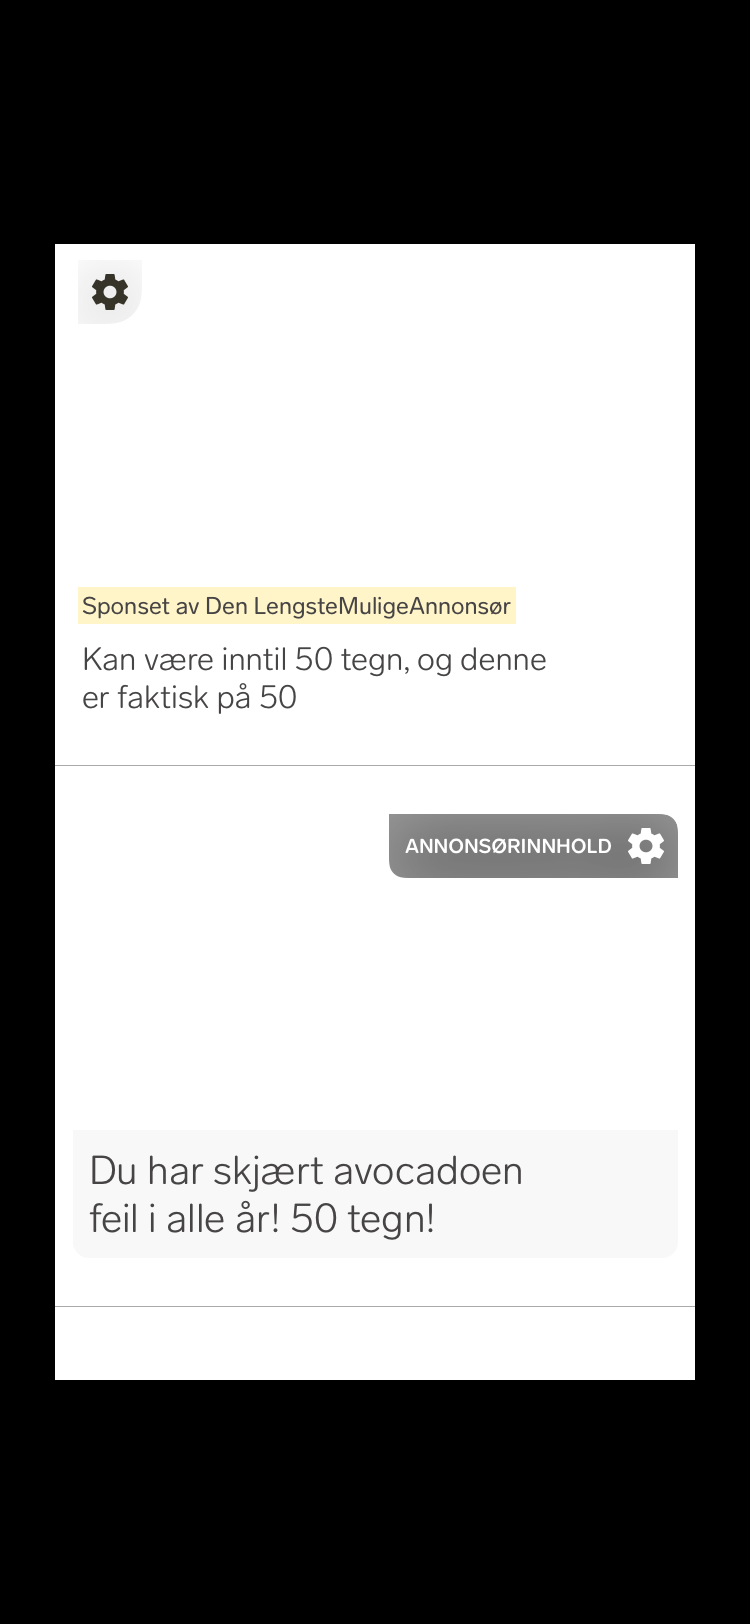 Sponset av Den LengsteMuligeAnnonsør
Kan være inntil 50 tegn, og denne
er faktisk på 50
ANNONSØRINNHOLD
Du har skjært avocadoen
feil i alle år! 50 tegn!